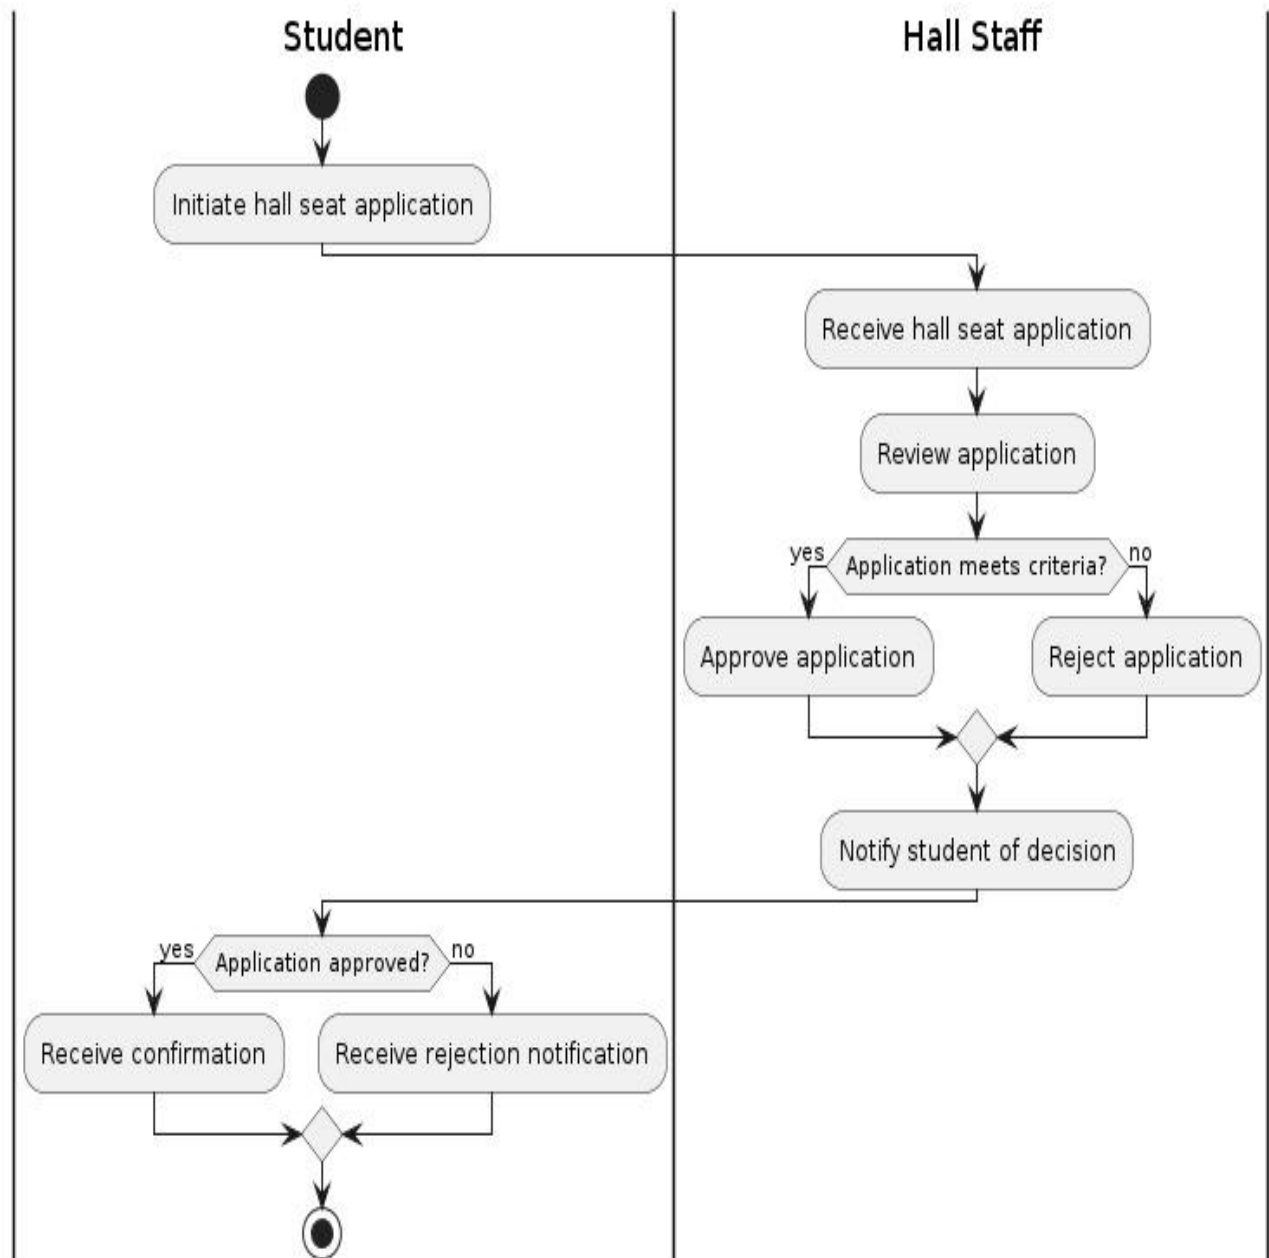 Student
Hall Staff
Initiate hall seat application
Receive hall seat application
Review application
yes
Application meets criteria?
no
Approve application
Reject application
Notify student of decision
yes
Application approved?
no
Receive confirmation
Receive rejection notification